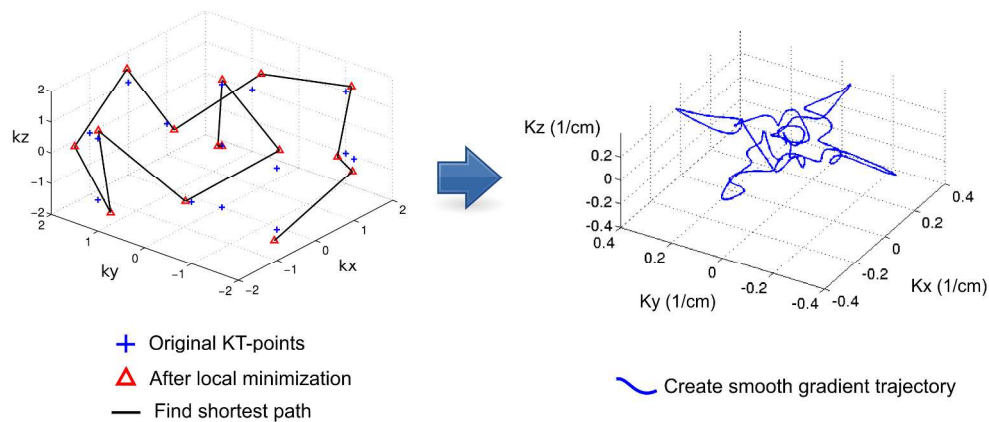 kz
2
1
0
−1
−2
2
1
0
−1
−2
ky
−2
−1
0
1
2
kx
Kz (1/cm)
0.2
0
-0.2
-0.4
0.4
0.2
0
-0.2
-0.4
Ky (1/cm)
-0.4
-0.2
0
0.2
0.4
Kx (1/cm)
Original KT-points
After local minimization
Find shortest path
Create smooth gradient trajectory